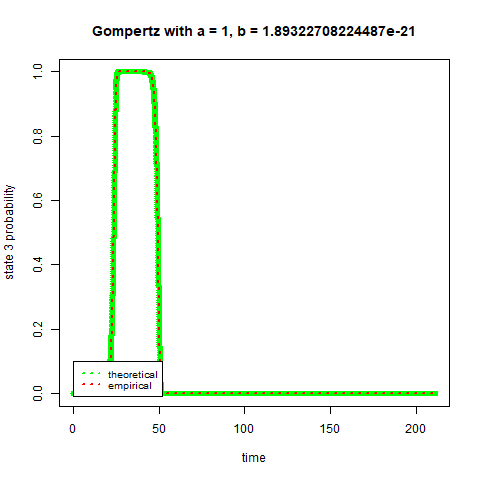 Gompertz with a = 1, b = 1.89322708224487e-21
state 3 probability
1.0
0.8
0.6
0.4
0.2
0.0
theoretical
empirical
0 50 100 150 200
time